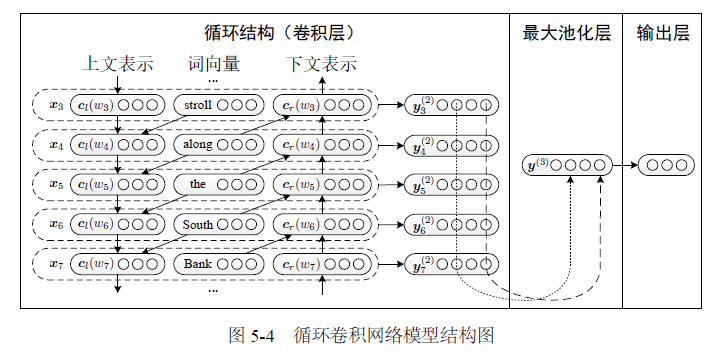 循环结构（卷积层） 最大池化层 输出层
上文表示 词向量 下文表示
... 
x3 cl(w3) stroll cr(w3) y3(2)
x4 cl(w4) along cr(w4) y4(2)
x5 cl(w5) the cr(w5) y5(2)
y(3)
x6 cl(w6) South cr(w6) y6(2)
x7 cl(w7) Bank cr(w7) y7(2)
...
图 5-4 循环卷积网络模型结构图